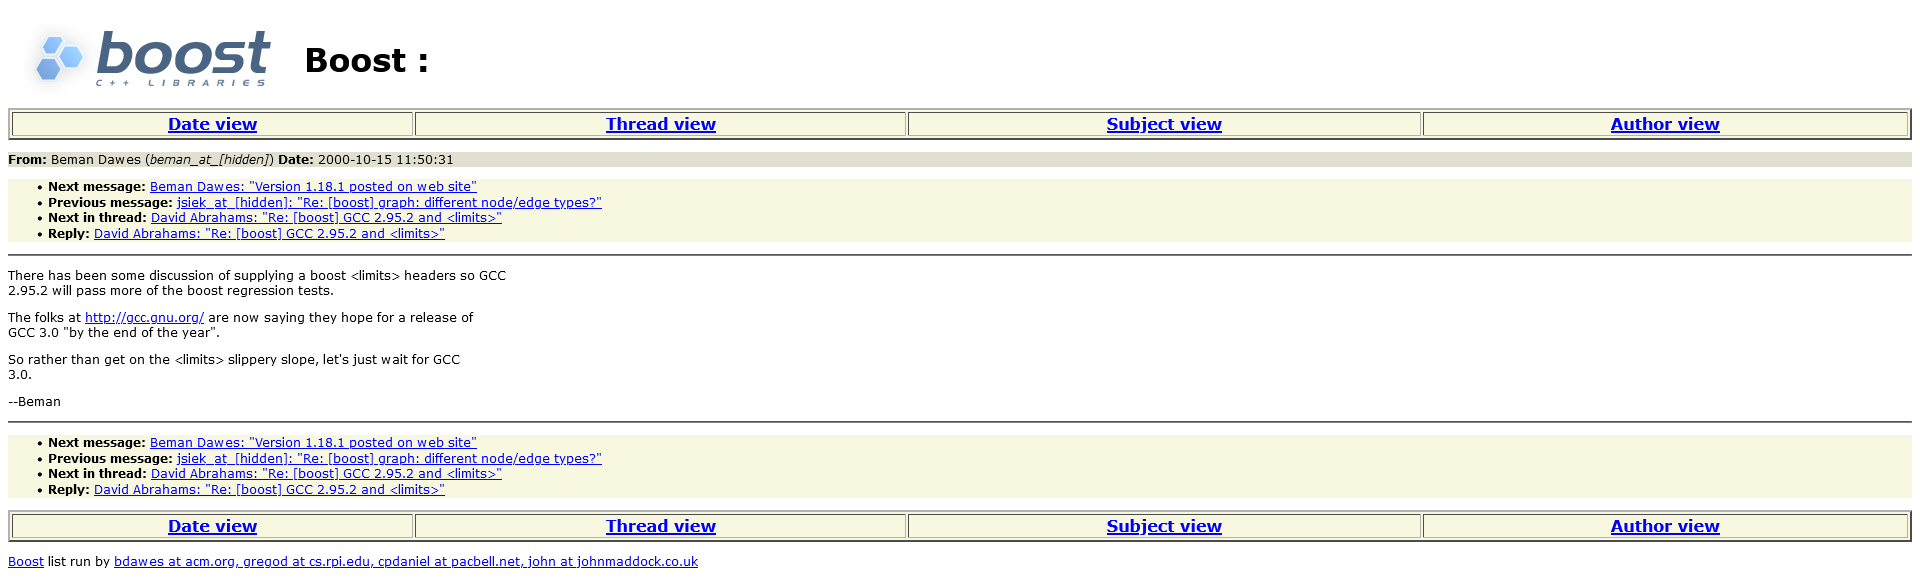 boost
C++ LIBRARIES
Boost :
Date view Thread view Subject view Author view
From: Beman Dawes (beman_at_[hidden]) Date: 2000-10-15 11:50:31
• Next message: Beman Dawes: "Version 1.18.1 posted on web site"
• Previous message: jsiek_at_[hidden]: "Re: [boost] graph: different node/edge types?"
• Next in thread: David Abrahams: "Re: [boost] GCC 2.95.2 and <limits>"
• Reply: David Abrahams: "Re: [boost] GCC 2.95.2 and <limits>"
There has been some discussion of supplying a boost <limits> headers so GCC
2.95.2 will pass more of the boost regression tests.
The folks at http://gcc.gnu.org/ are now saying they hope for a release of
GCC 3.0 "by the end of the year".
So rather than get on the <limits> slippery slope, let's just wait for GCC
3.0.
--Beman
• Next message: Beman Dawes: "Version 1.18.1 posted on web site"
• Previous message: jsiek_at_[hidden]: "Re: [boost] graph: different node/edge types?"
• Next in thread: David Abrahams: "Re: [boost] GCC 2.95.2 and <limits>"
• Reply: David Abrahams: "Re: [boost] GCC 2.95.2 and <limits>"
Date view Thread view Subject view Author view
Boost list run by bdawes at acm.org, gregod at cs.rpi.edu, cpdaniel at pacbell.net, john at johnmaddock.co.uk